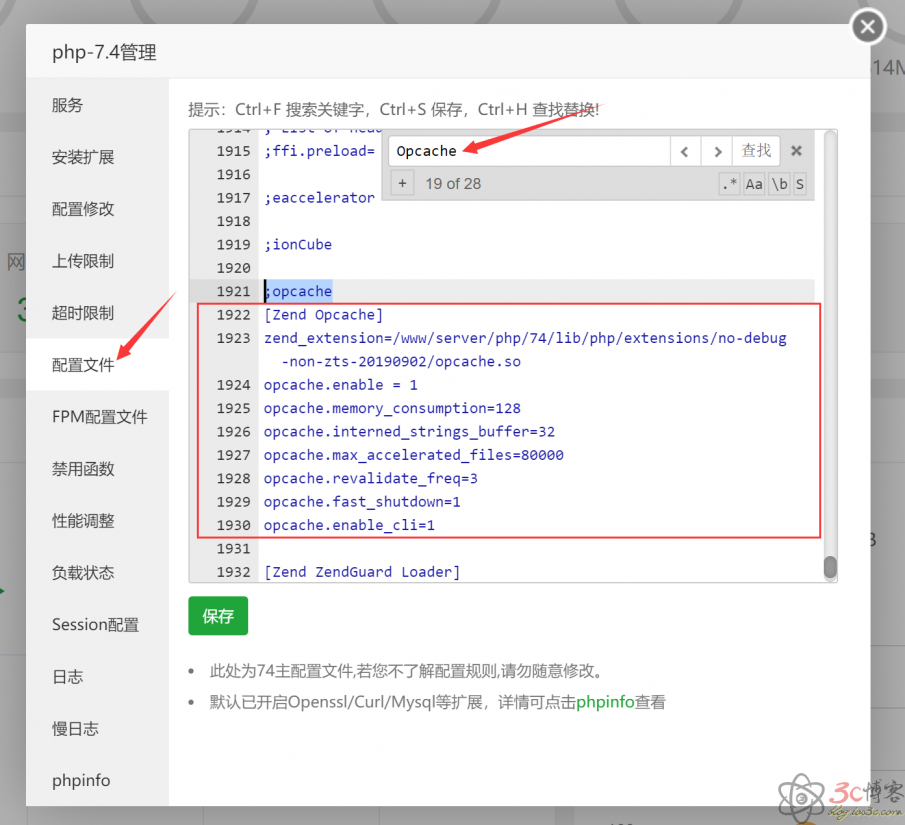 php-7.4管理
14M
服务
安装扩展
配置修改
上传限制
超时限制
配置文件
FPM配置文件
禁用函数
性能调整
负载状态
Session配置
日志
慢日志
phpinfo
网
提示：Ctrl+F 搜索关键字，Ctrl+S 保存，Ctrl+H 查找替换!
Opcache
查找
+ 19 of 28 .* Aa \b S
1914
1915 ;ffi.preload=
1916
1917 ;eaccelerator
1918
1919 ;ionCube
1920
1921 ;opcache
1922 [Zend Opcache]
1923 zend_extension=/www/server/php/74/lib/php/extensions/no-debug
-non-zts-20190902/opcache.so
1924 opcache.enable = 1
1925 opcache.memory_consumption=128
1926 opcache.interned_strings_buffer=32
1927 opcache.max_accelerated_files=80000
1928 opcache.revalidate_freq=3
1929 opcache.fast_shutdown=1
1930 opcache.enable_cli=1
1931
1932 [Zend ZendGuard Loader]
保存
此处为74主配置文件,若您不了解配置规则,请勿随意修改。
默认已开启Openssl/Curl/Mysql等扩展，详情可点击phpinfo查看
3c博客